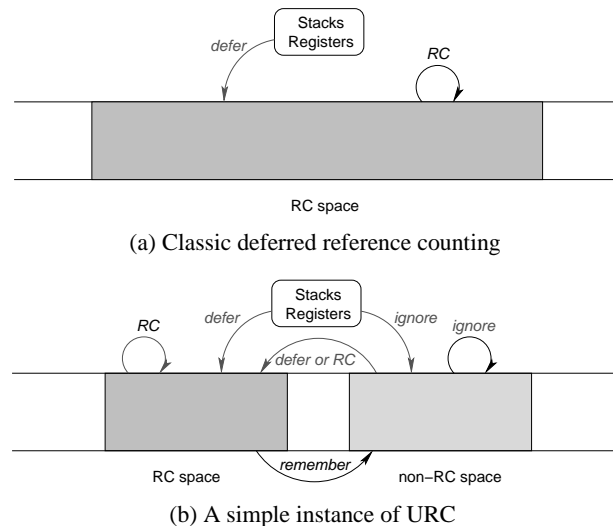 Stacks
Registers
defer
RC
RC space
(a) Classic deferred reference counting
Stacks
Registers
RC
defer
ignore
ignore
defer or RC
RC space
remember
non−RC space
(b) A simple instance of URC